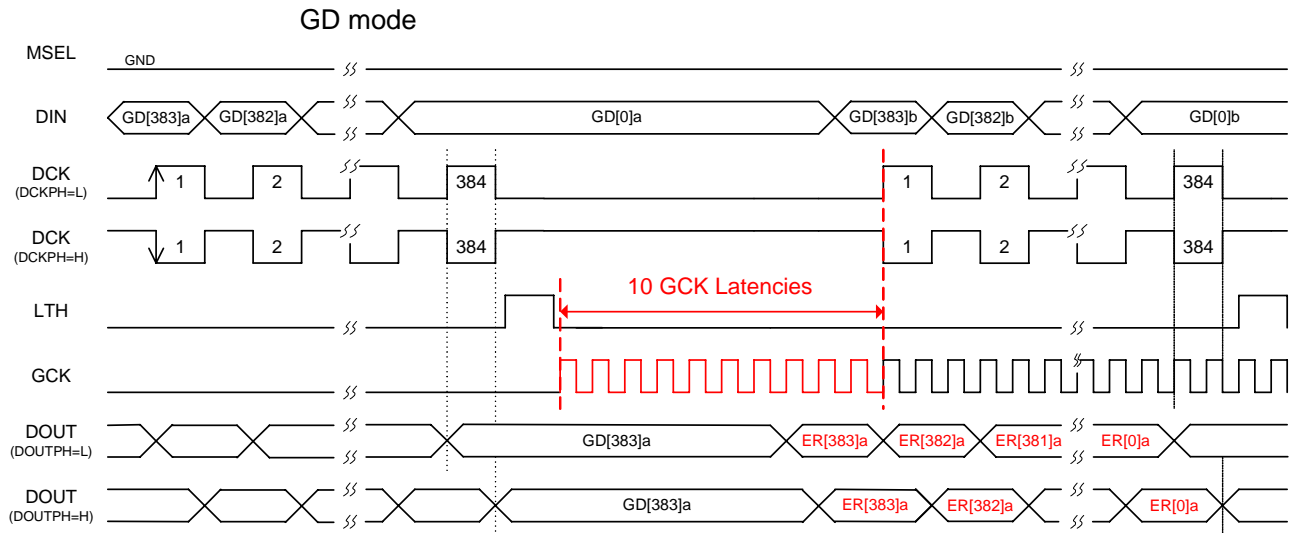 GD mode
MSEL
GND
DIN
GD[383]a GD[382]a GD[0]a GD[383]b GD[382]b GD[0]b
DCK
(DCKPH=L)
1 2 384 1 2 384
DCK
(DCKPH=H)
1 2 384 1 2 384
10 GCK Latencies
LTH
GCK
DOUT
(DOUTPH=L)
GD[383]a ER[383]a ER[382]a ER[381]a ER[0]a
DOUT
(DOUTPH=H)
GD[383]a ER[383]a ER[382]a ER[0]a